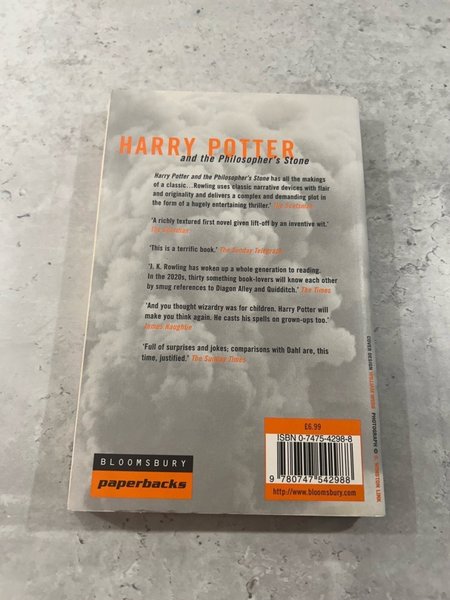 HARRY POTTER
and the Philosopher's Stone
Harry Potter and the Philosopher's Stone has all the makings
of a classic...Rowling uses classic narrative devices with flair
and originality and delivers a complex and demanding plot in
the form of a hugely entertaining thriller.' The Scotsman
'A richly textured first novel given lift-off by an inventive wit.'
The Guardian
'This is a terrific book.' The Sunday Telegraph
'J. K. Rowling has woken up a whole generation to reading.
In the 2020s, thirty something book-lovers will know each other
by smug references to Diagon Alley and Quidditch.' The Times
'And you thought wizardry was for children. Harry Potter will
make you think again. He casts his spells on grown-ups too.'
James Naughtie
'Full of surprises and jokes; comparisons with Dahl are, this
time, justified.' The Sunday Times
COVER DESIGN WILLIAM WEBB PHOTOGRAPH © O. WINSTON LINK
£6.99
ISBN 0-7475-4298-8
9 780747 542988
http://www.bloomsbury.com
BLOOMSBURY
paperbacks